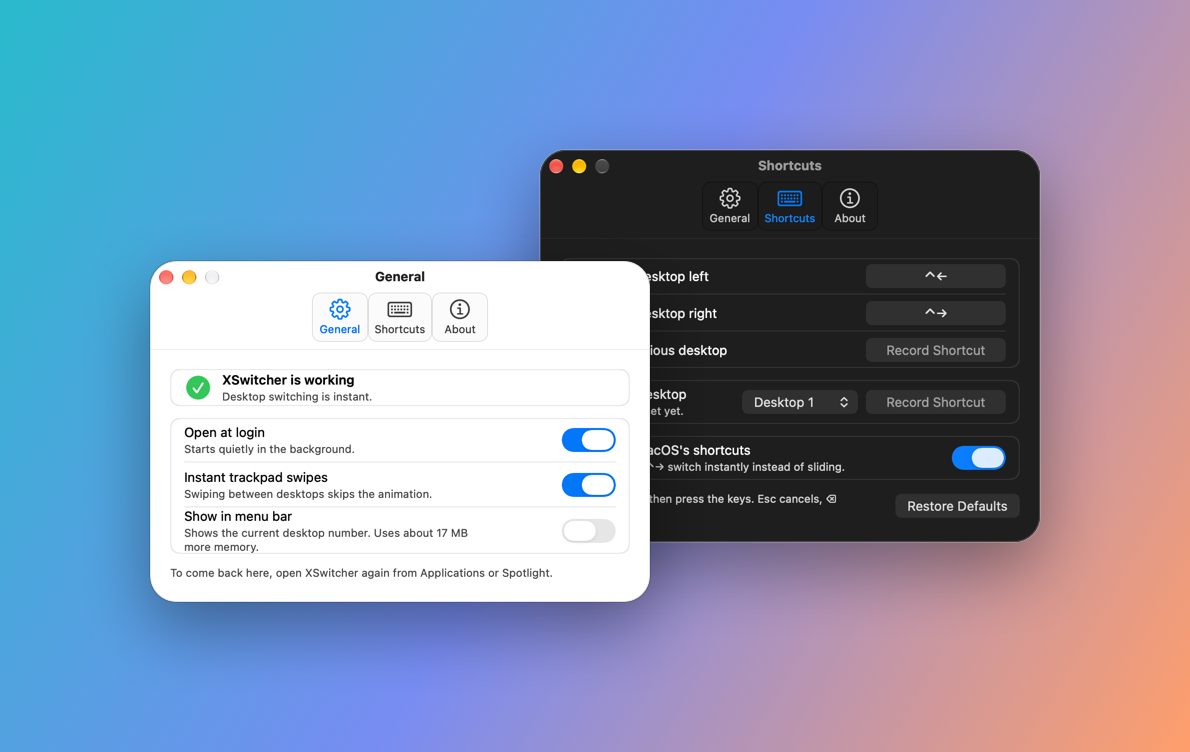 Shortcuts
General
Shortcuts
About
esktop left
^←
esktop right
^→
ious desktop
Record Shortcut
esktop
et yet.
Desktop 1
Record Shortcut
acOS's shortcuts
^→ switch instantly instead of sliding.
then press the keys. Esc cancels, ⌫
Restore Defaults
General
General
Shortcuts
About
XSwitcher is working
Desktop switching is instant.
Open at login
Starts quietly in the background.
Instant trackpad swipes
Swiping between desktops skips the animation.
Show in menu bar
Shows the current desktop number. Uses about 17 MB
more memory.
To come back here, open XSwitcher again from Applications or Spotlight.